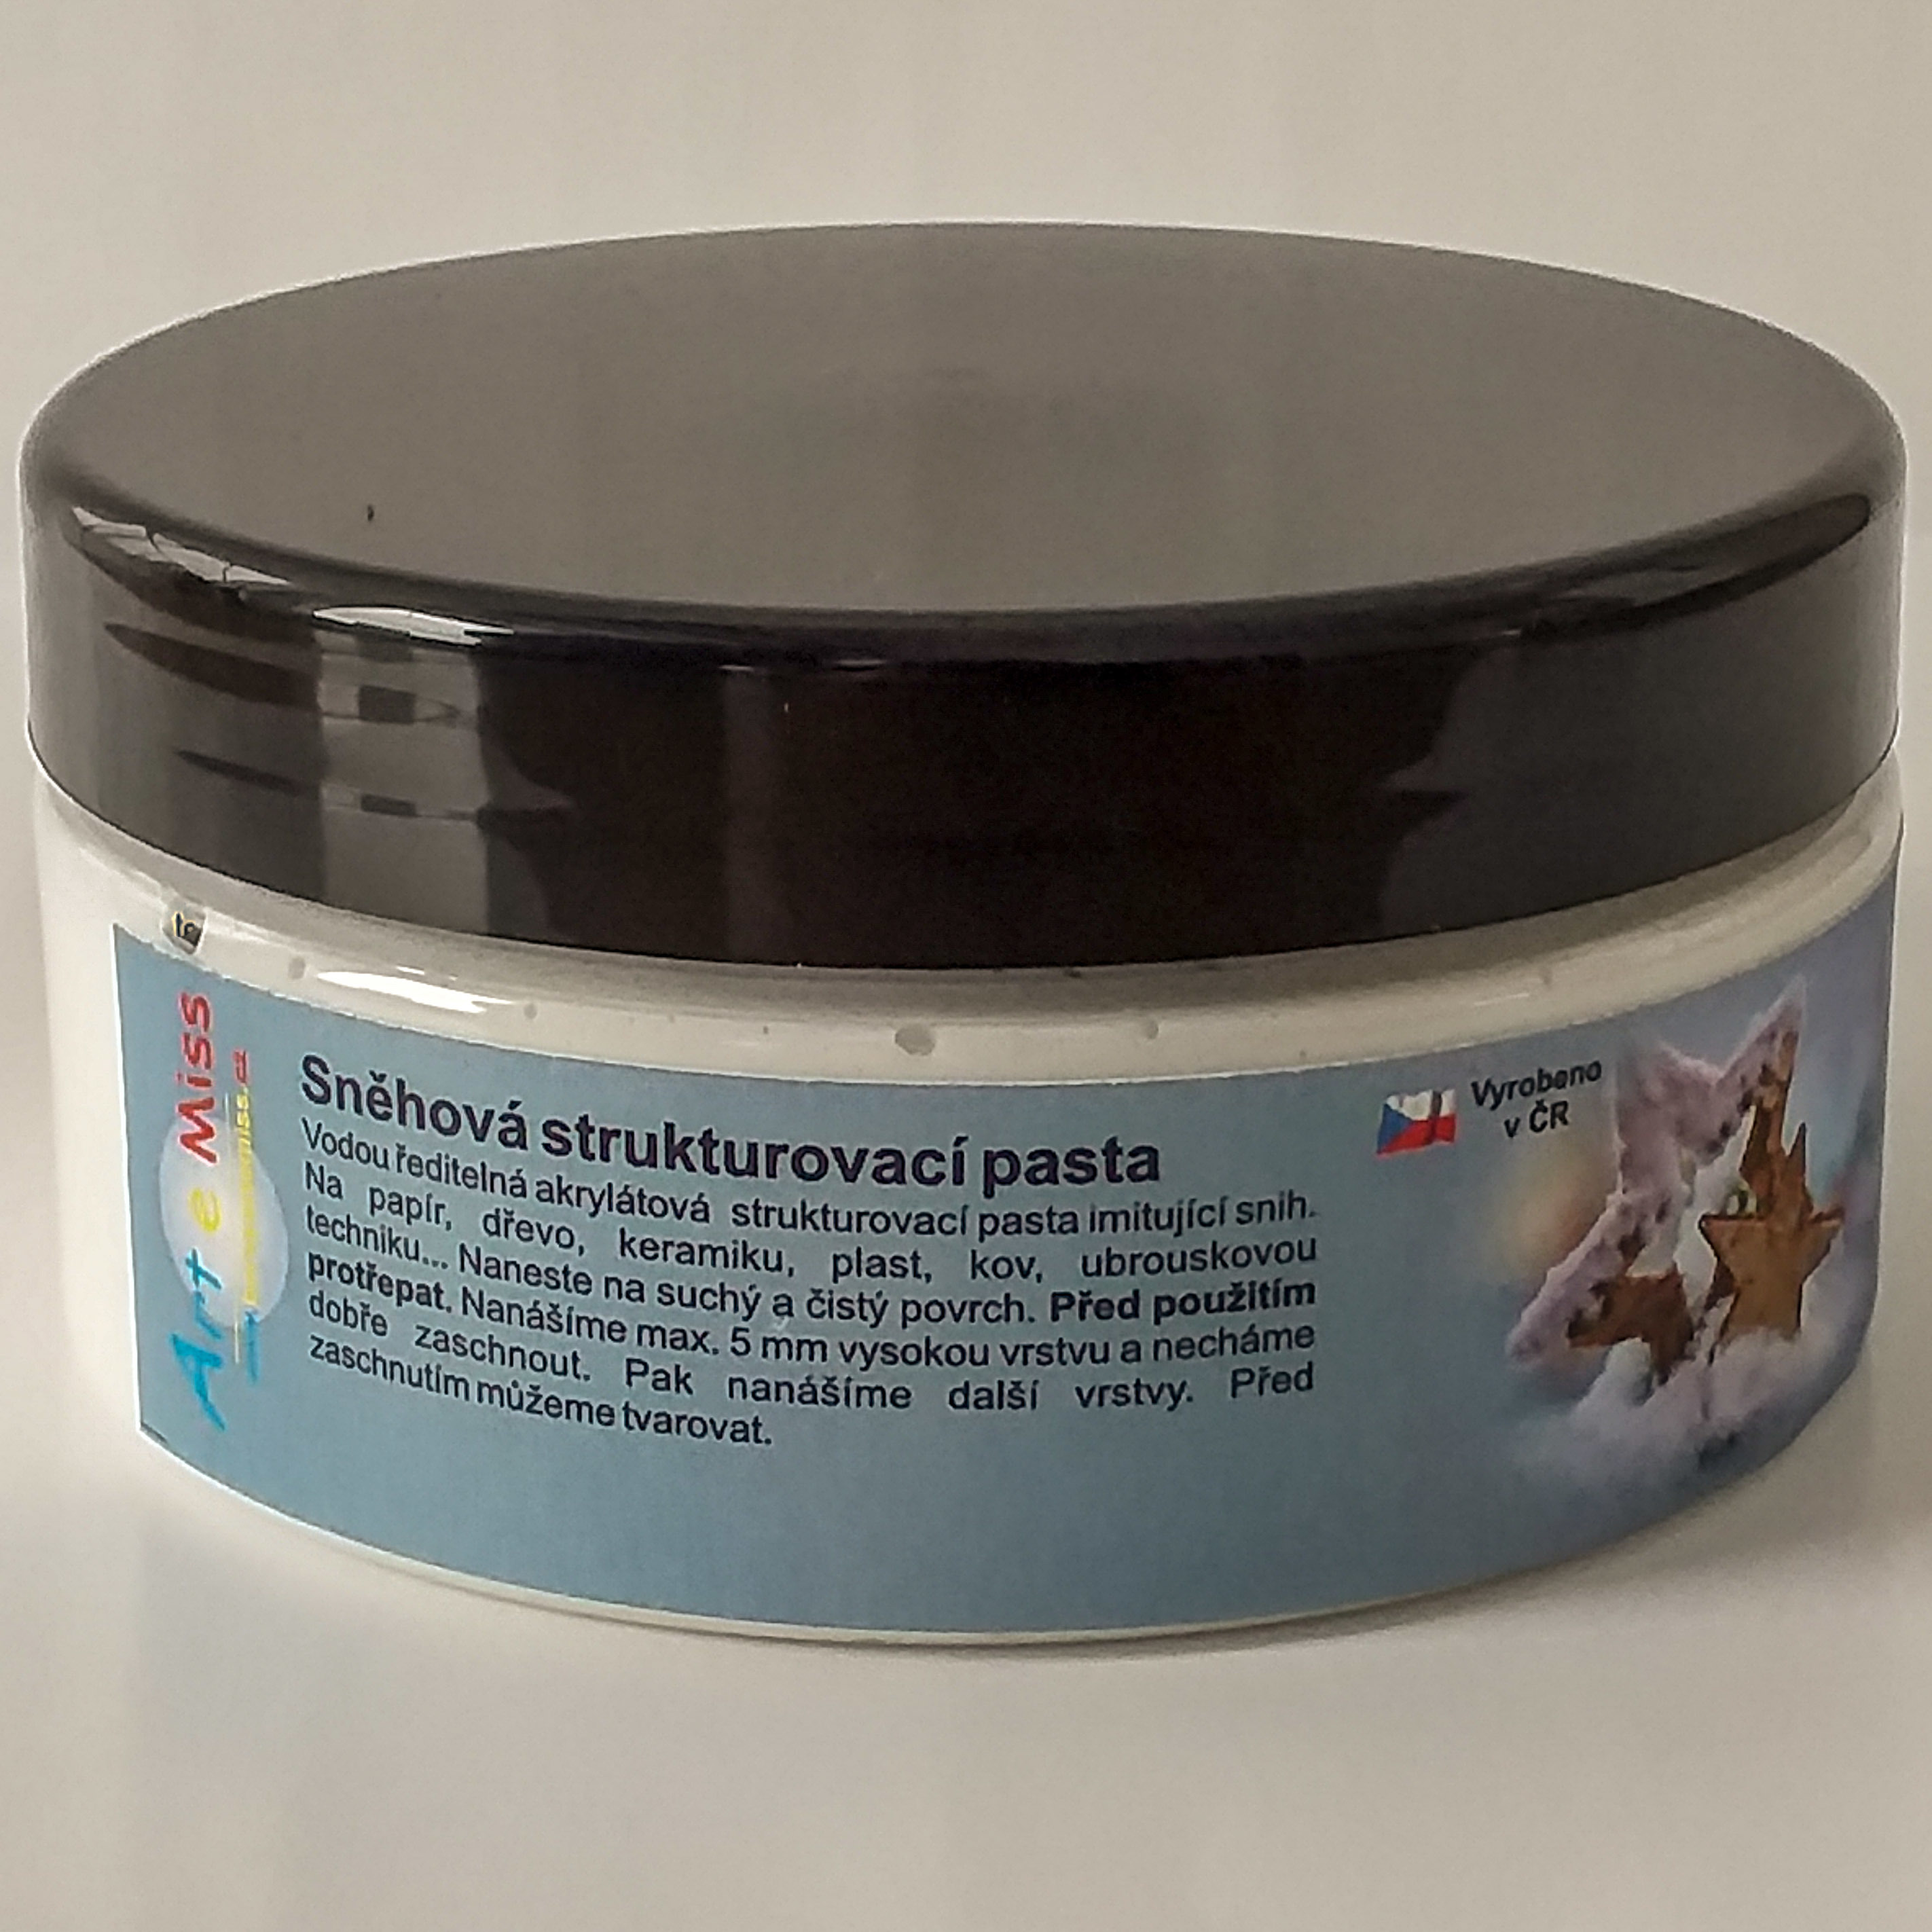 Art e Miss
Sněhová strukturovací pasta
Vodou ředitelná akrylátová strukturovací pasta imitující sníh.
Na papír, dřevo, keramiku, plast, kov, ubrouskovou
techniku... Naneste na suchý a čistý povrch. Před použitím
protřepat. Nanášíme max. 5 mm vysokou vrstvu a necháme
dobře zaschnout. Pak nanášíme další vrstvy. Před
zaschnutím můžeme tvarovat.
Vyrobeno
v ČR